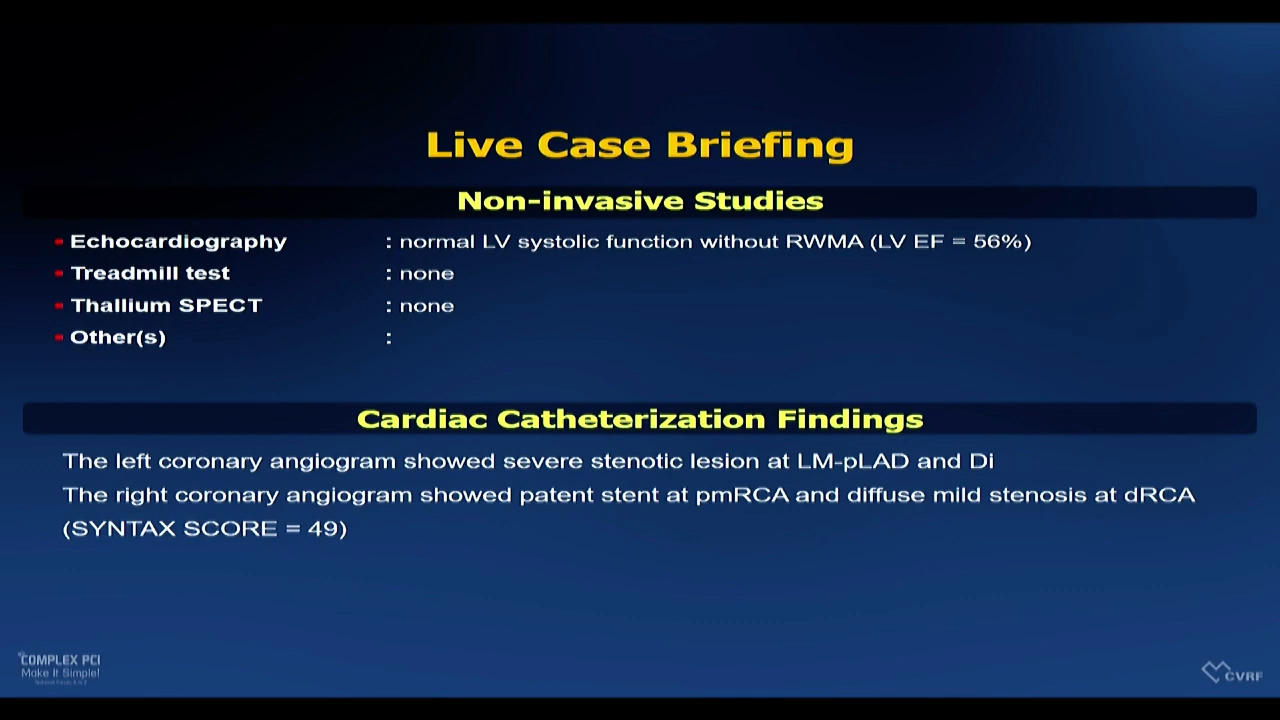 Live Case Briefing
Non-invasive Studies
Echocardiography : normal LV systolic function without RWMA (LV EF = 56%)
Treadmill test : none
Thallium SPECT : none
Other(s) :
Cardiac Catheterization Findings
The left coronary angiogram showed severe stenotic lesion at LM-pLAD and Di
The right coronary angiogram showed patent stent at pmRCA and diffuse mild stenosis at dRCA
(SYNTAX SCORE = 49)
COMPLEX PCI
Make It Simple!
CVRF